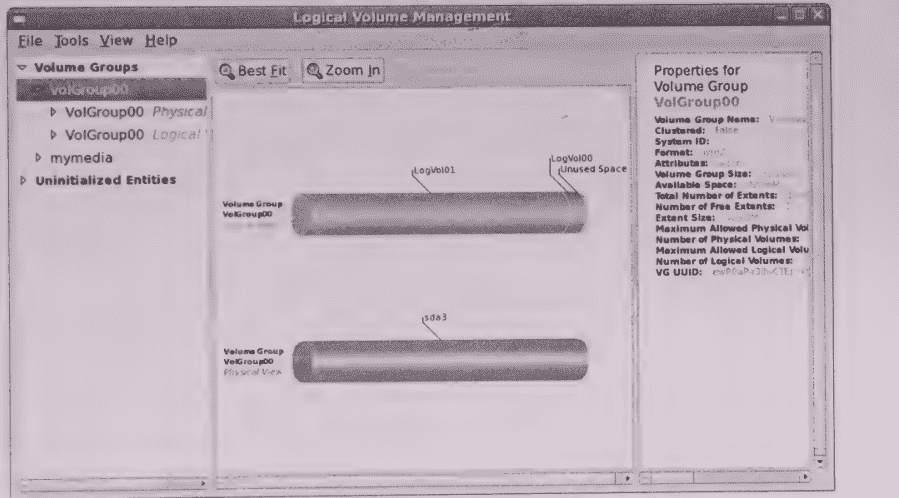 Logical Volume Management
File Tools View Help
Volume Groups
VolGroup00
VolGroup00 Physical
VolGroup00 Logical
mymedia
Uninitialized Entities
Best Fit Zoom In
LogVol01
LogVol00
Unused Space
Volume Group
VolGroup00
sda3
Volume Group
VolGroup00
Physical View
Properties for
Volume Group
VolGroup00
Volume Group Name:
Clustered: False
System ID:
Format:
Attributes:
Volume Group Size:
Available Space:
Total Number of Extents:
Number of Free Extents:
Extent Size:
Maximum Allowed Physical Vol
Number of Physical Volumes:
Maximum Allowed Logical Volu
Number of Logical Volumes:
VG UUID: